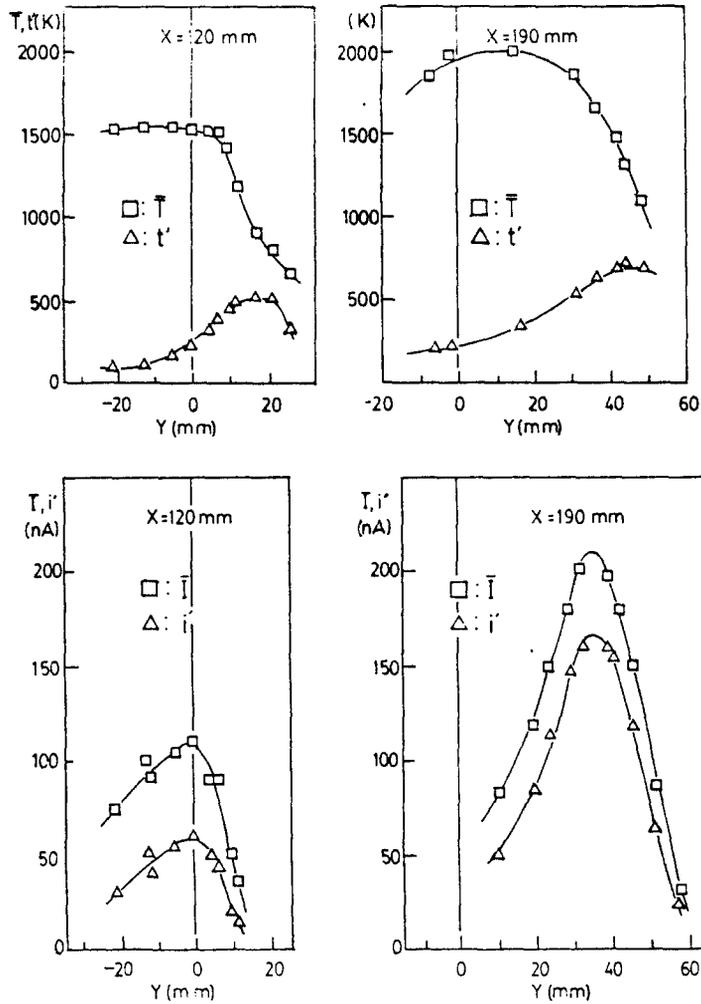 T̄, t'(K)
X = 120 mm
2000
1500
1000
500
0
□: T̄
△: t'
-20 0 20
Y (mm)
(K)
X = 190 mm
2000
1500
1000
500
□: T̄
△: t'
-20 0 20 40 60
Y (mm)
Ī, i'
(nA)
X = 120 mm
200
150
100
50
0
□: Ī
△: i'
-20 0 20
Y (mm)
Ī, i'
(nA)
X = 190 mm
200
150
100
50
0
□: Ī
△: i'
0 20 40 60
Y (mm)